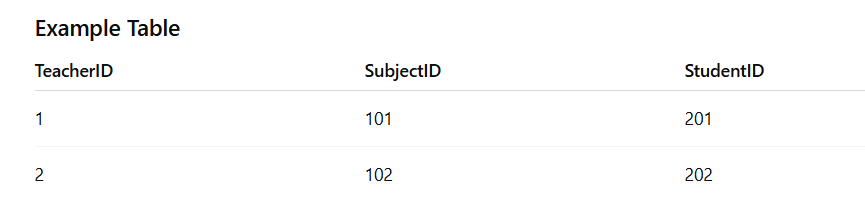 Example Table
TeacherID SubjectID StudentID
1 101 201
2 102 202